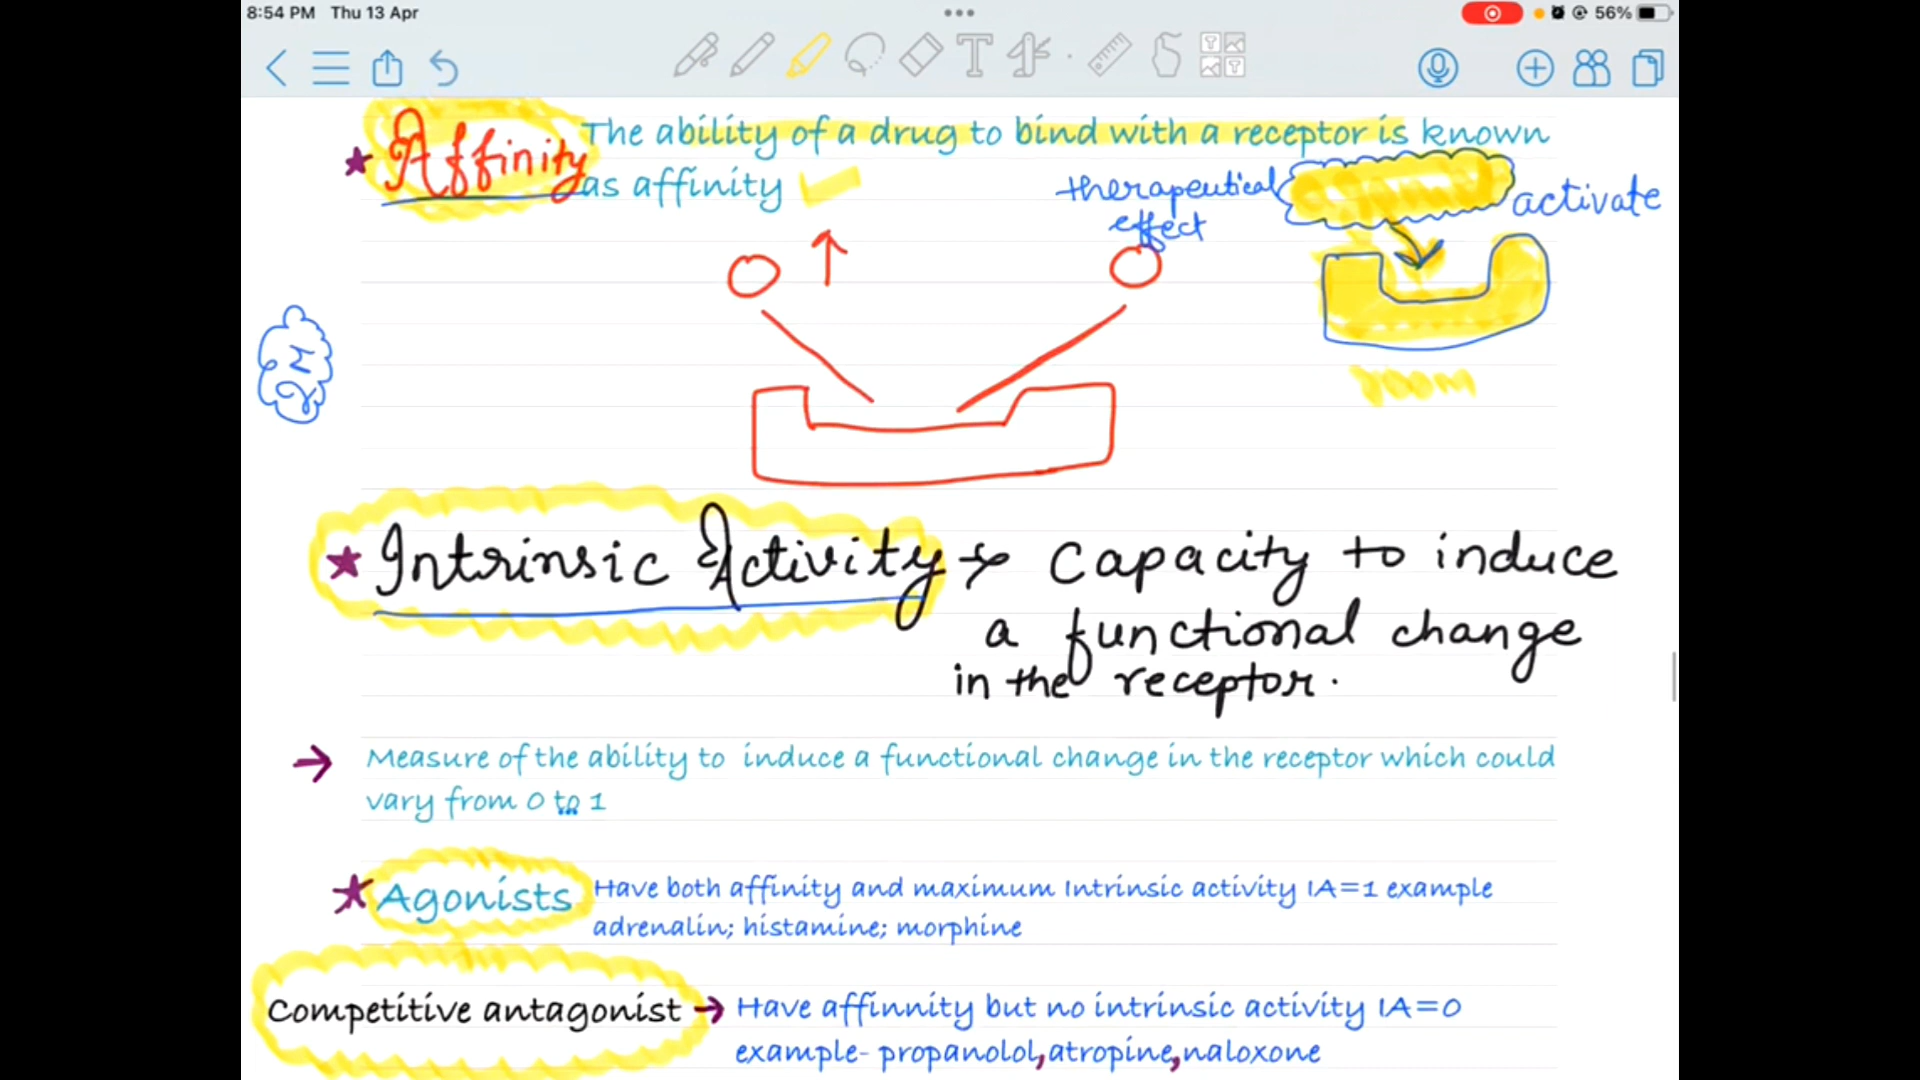 8:54 PM Thu 13 Apr
56%
Affinity The ability of a drug to bind with a receptor is known
as affinity
therapeutical
effect
activate
Intrinsic Activity → Capacity to induce
a functional change
in the receptor.
→ Measure of the ability to induce a functional change in the receptor which could
vary from 0 to 1
Agonists Have both affinity and maximum Intrinsic activity IA=1 example
adrenalin; histamine; morphine
Competitive antagonist → Have affinnity but no intrinsic activity IA=0
example- propanolol,atropine,naloxone